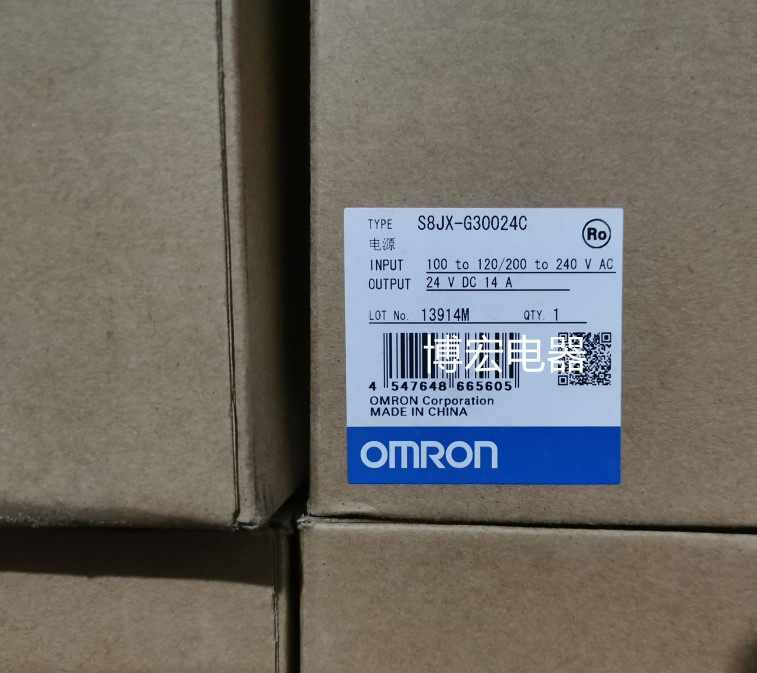 TYPE S8JX-G30024C
Ro
电源
INPUT 100 to 120/200 to 240 V AC
OUTPUT 24 V DC 14 A
LOT No. 13914M QTY. 1
博宏电器
4 547648 665605
OMRON Corporation
MADE IN CHINA
OMRON